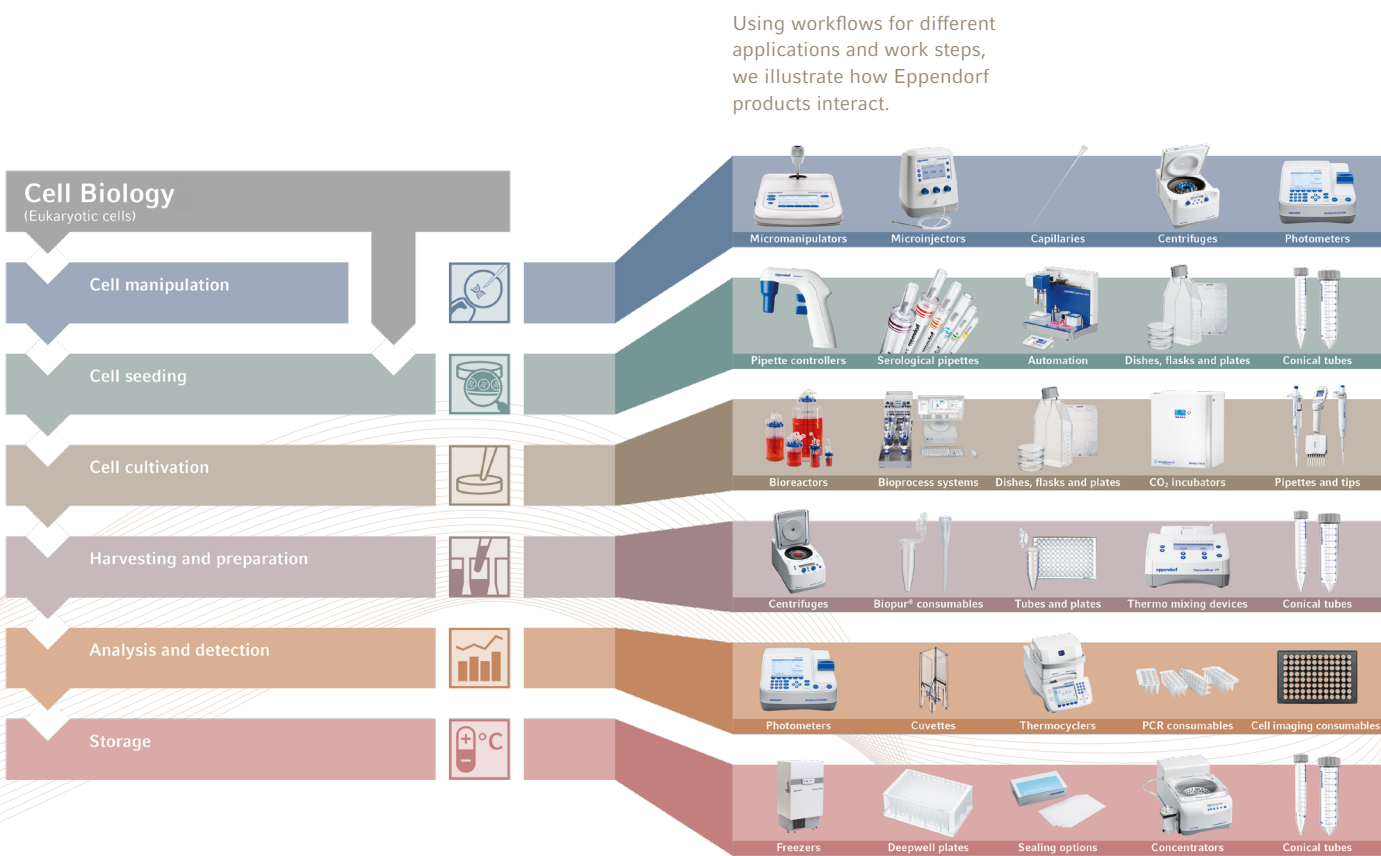 Using workflows for different
applications and work steps,
we illustrate how Eppendorf
products interact.
Cell Biology
(Eukaryotic cells)
Cell manipulation
Micromanipulators
Microinjectors
Capillaries
Centrifuges
Photometers
Cell seeding
Pipette controllers
Serological pipettes
Automation
Dishes, flasks and plates
Conical tubes
Cell cultivation
Bioreactors
Bioprocess systems
Dishes, flasks and plates
CO₂ incubators
Pipettes and tips
Harvesting and preparation
eppendorf
Centrifuges
Biopur® consumables
Tubes and plates
Thermo mixing devices
Conical tubes
Analysis and detection
Photometers
Cuvettes
Thermocyclers
PCR consumables
Cell imaging consumables
Storage
+ °C
–
Freezers
Deepwell plates
Sealing options
Concentrators
Conical tubes